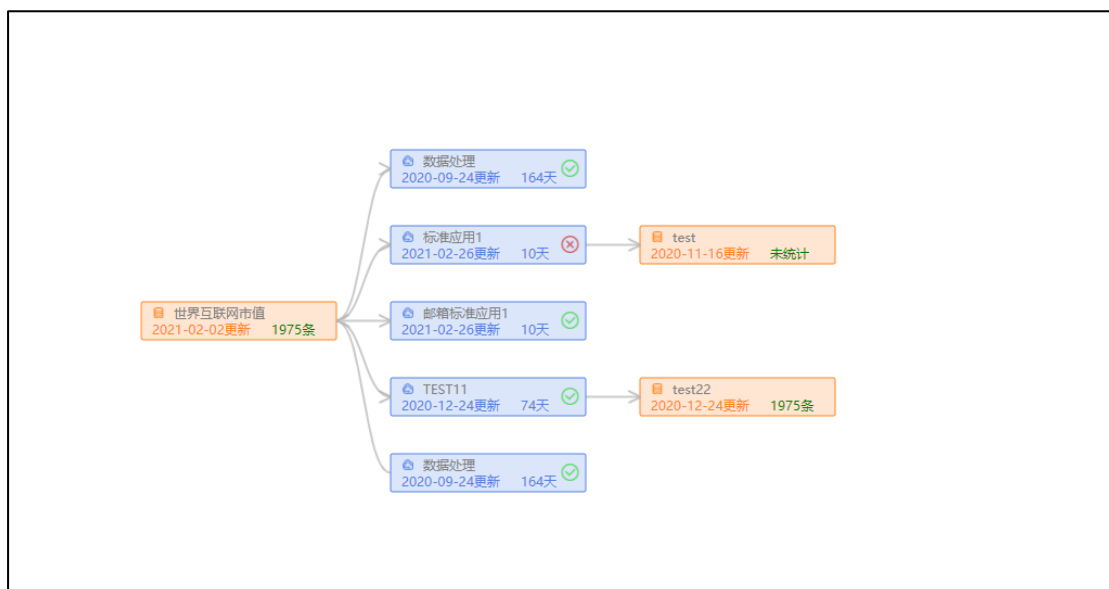 数据处理
2020-09-24更新 164天
标准应用1
2021-02-26更新 10天
test
2020-11-16更新 未统计
世界互联网市值
2021-02-02更新 1975条
邮箱标准应用1
2021-02-26更新 10天
TEST11
2020-12-24更新 74天
test22
2020-12-24更新 1975条
数据处理
2020-09-24更新 164天